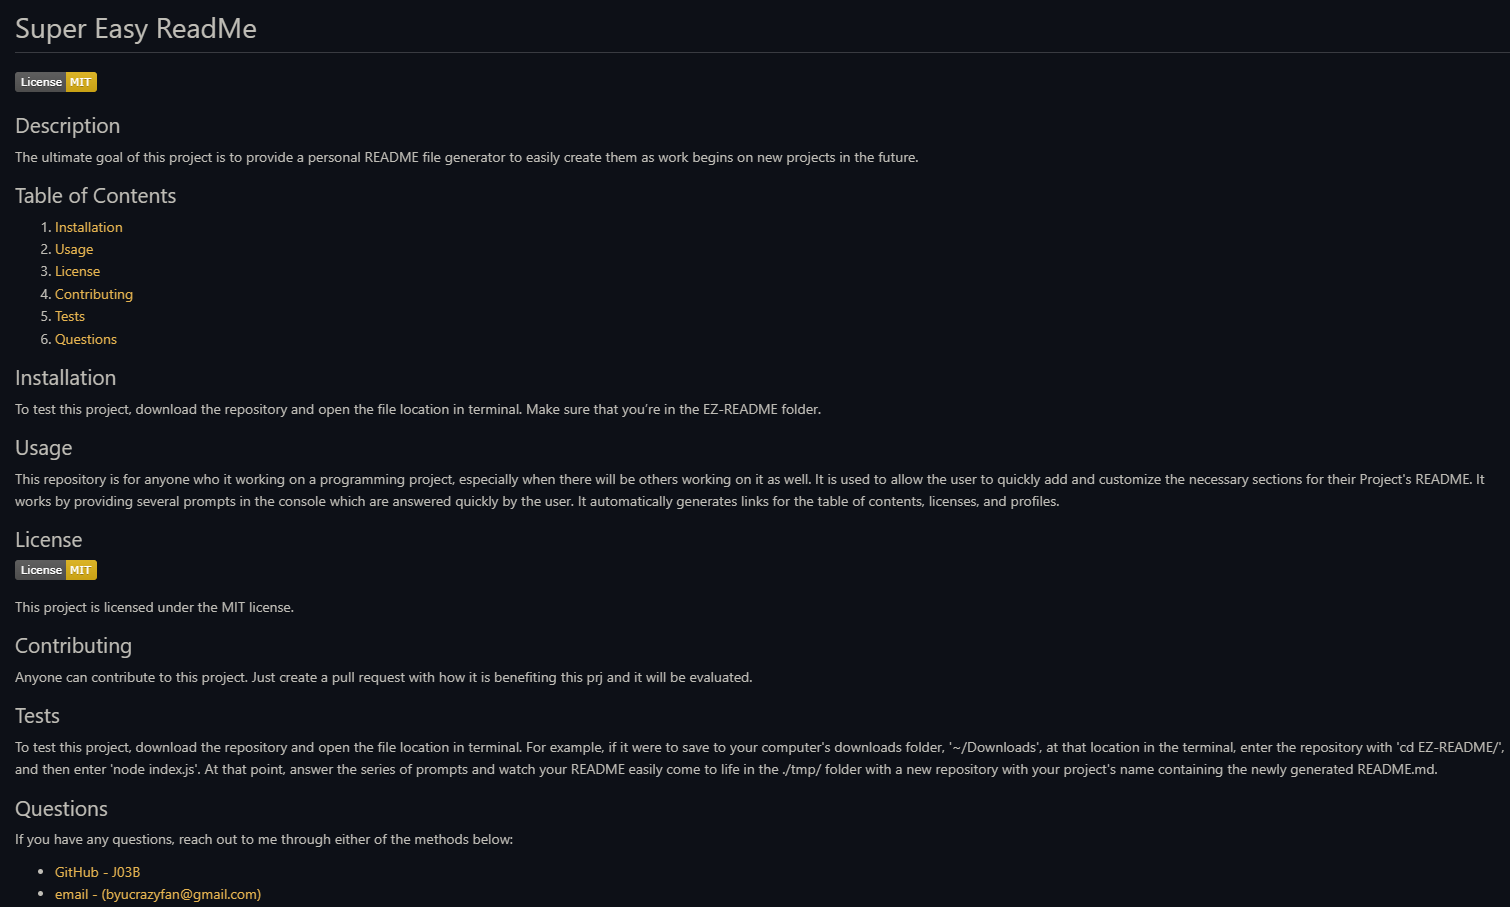 Super Easy ReadMe
License MIT
Description
The ultimate goal of this project is to provide a personal README file generator to easily create them as work begins on new projects in the future.
Table of Contents
1. Installation
2. Usage
3. License
4. Contributing
5. Tests
6. Questions
Installation
To test this project, download the repository and open the file location in terminal. Make sure that you're in the EZ-README folder.
Usage
This repository is for anyone who it working on a programming project, especially when there will be others working on it as well. It is used to allow the user to quickly add and customize the necessary sections for their Project's README. It
works by providing several prompts in the console which are answered quickly by the user. It automatically generates links for the table of contents, licenses, and profiles.
License
License MIT
This project is licensed under the MIT license.
Contributing
Anyone can contribute to this project. Just create a pull request with how it is benefiting this prj and it will be evaluated.
Tests
To test this project, download the repository and open the file location in terminal. For example, if it were to save to your computer's downloads folder, '~/Downloads', at that location in the terminal, enter the repository with 'cd EZ-README/',
and then enter 'node index.js'. At that point, answer the series of prompts and watch your README easily come to life in the ./tmp/ folder with a new repository with your project's name containing the newly generated README.md.
Questions
If you have any questions, reach out to me through either of the methods below:
• GitHub - J03B
• email - (byucrazyfan@gmail.com)